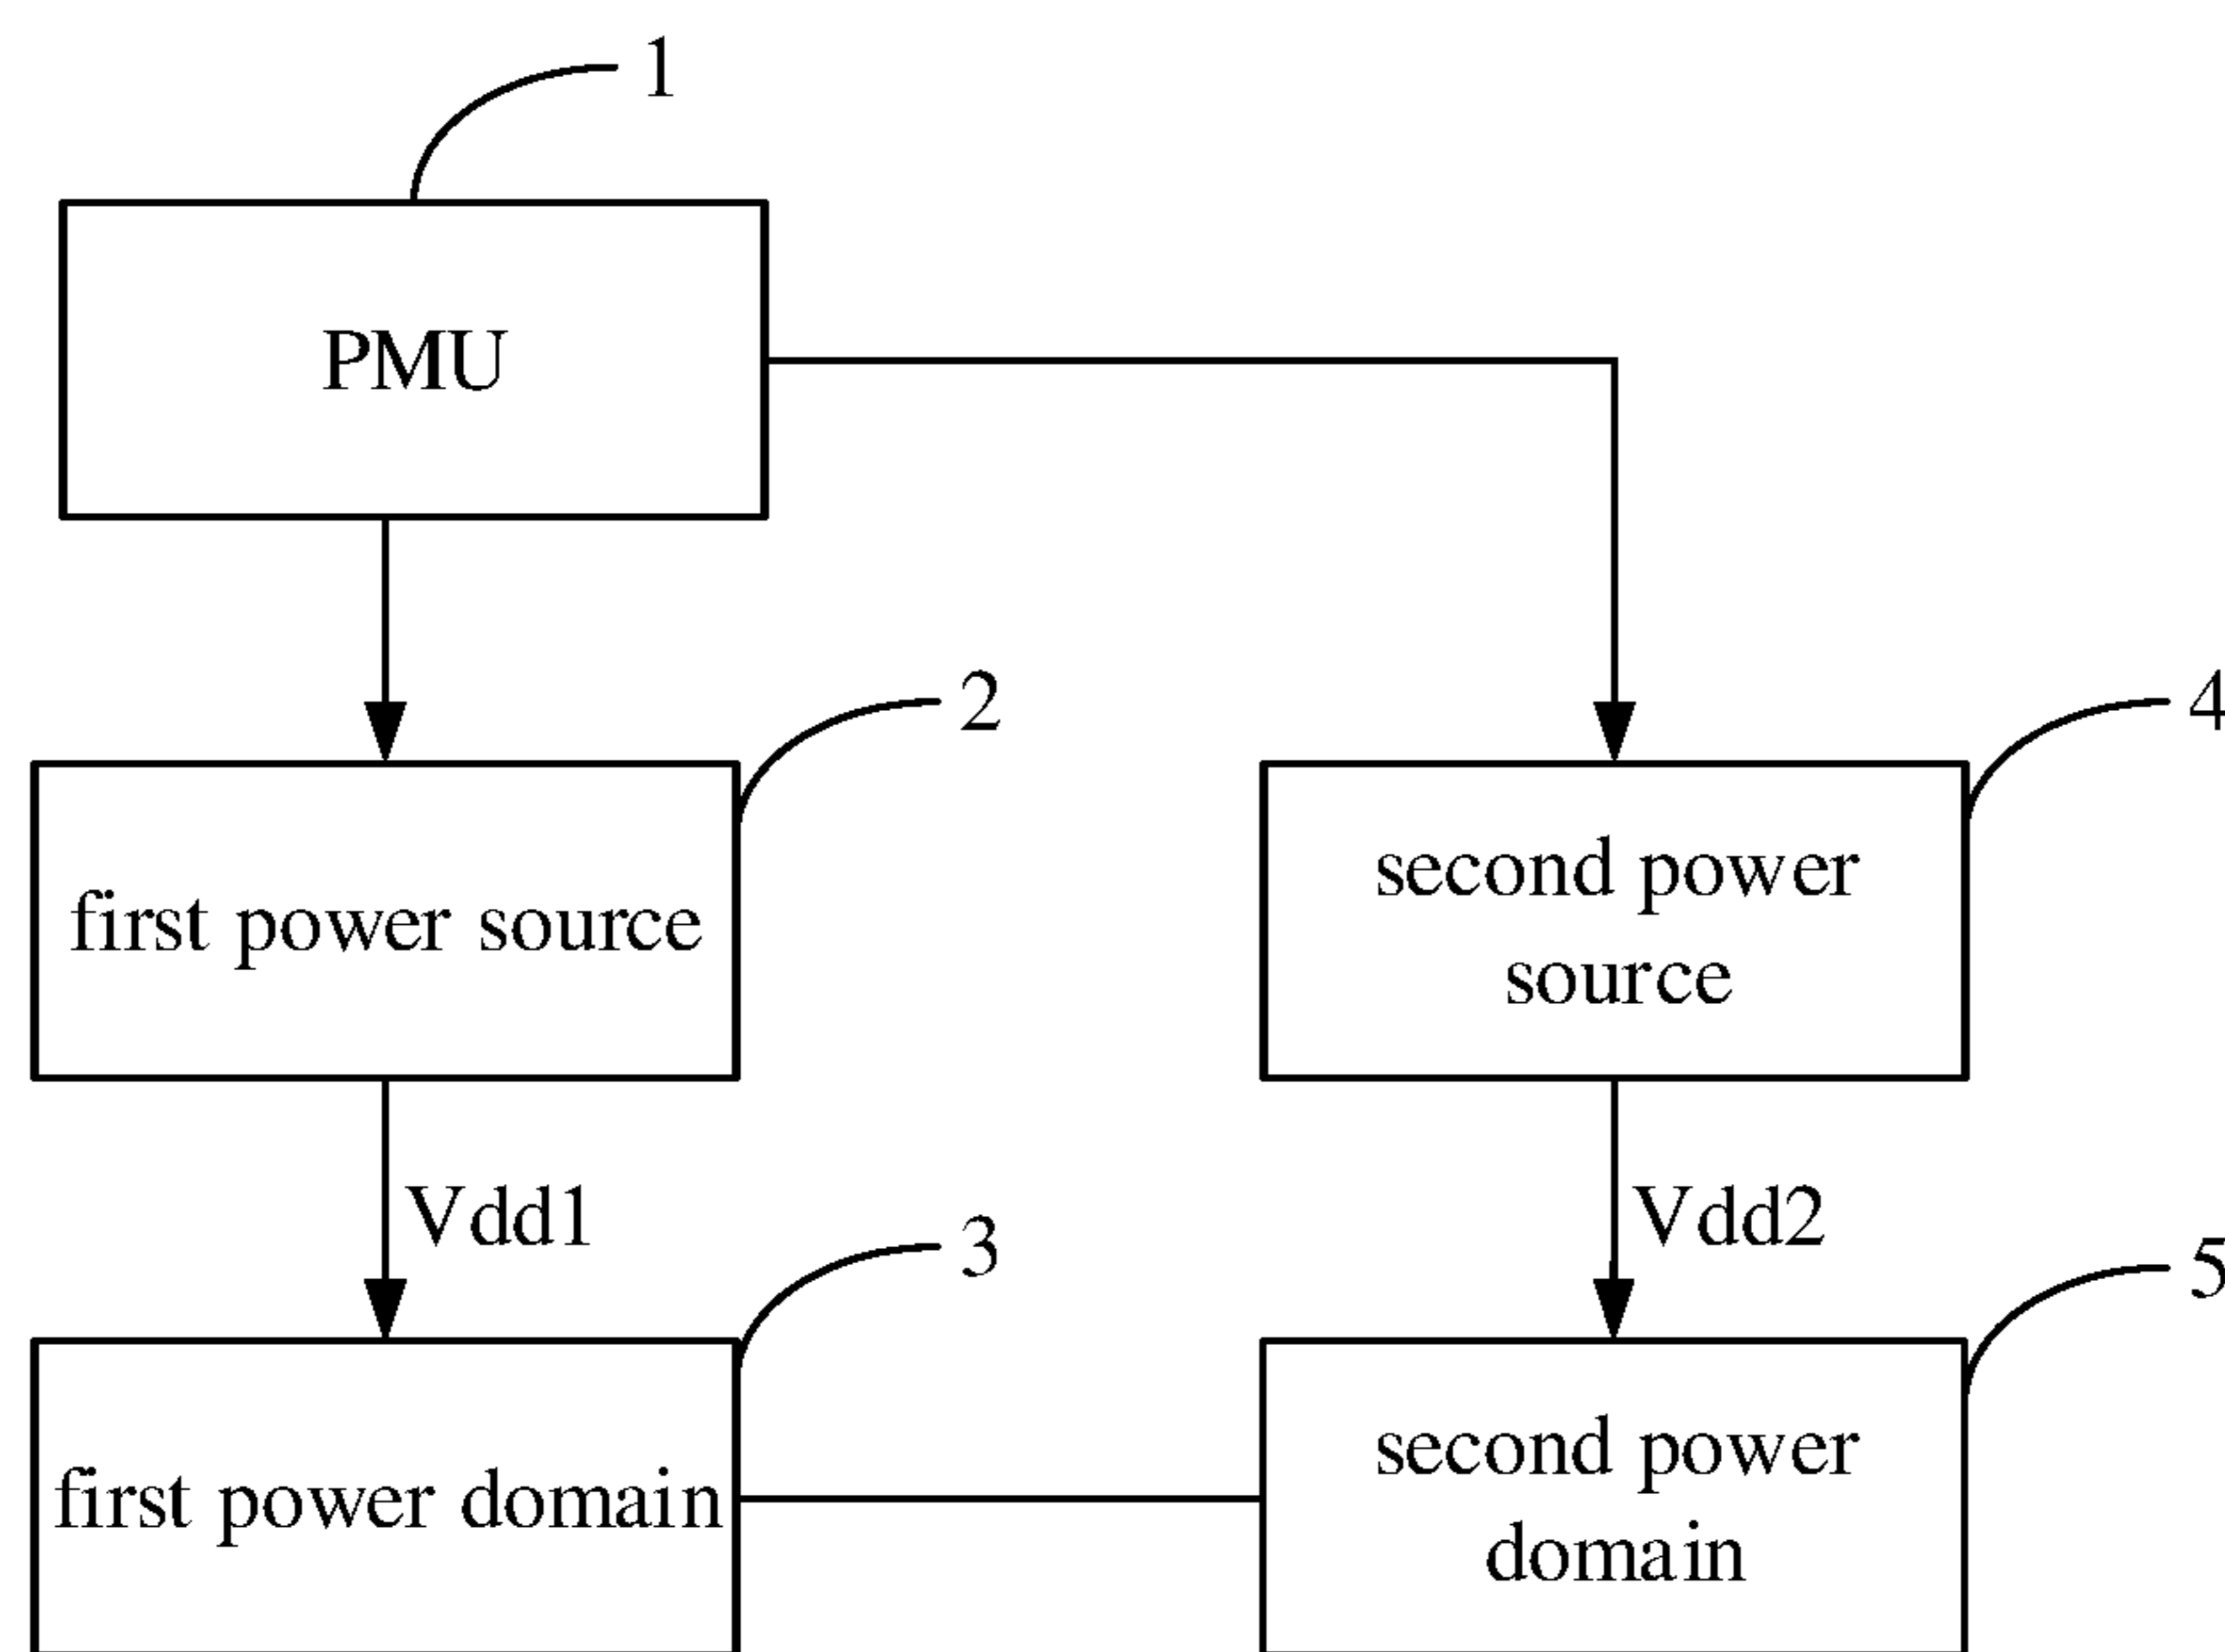 1
PMU
2
4
first power source
second power
source
Vdd1
Vdd2
3
5
first power domain
second power
domain